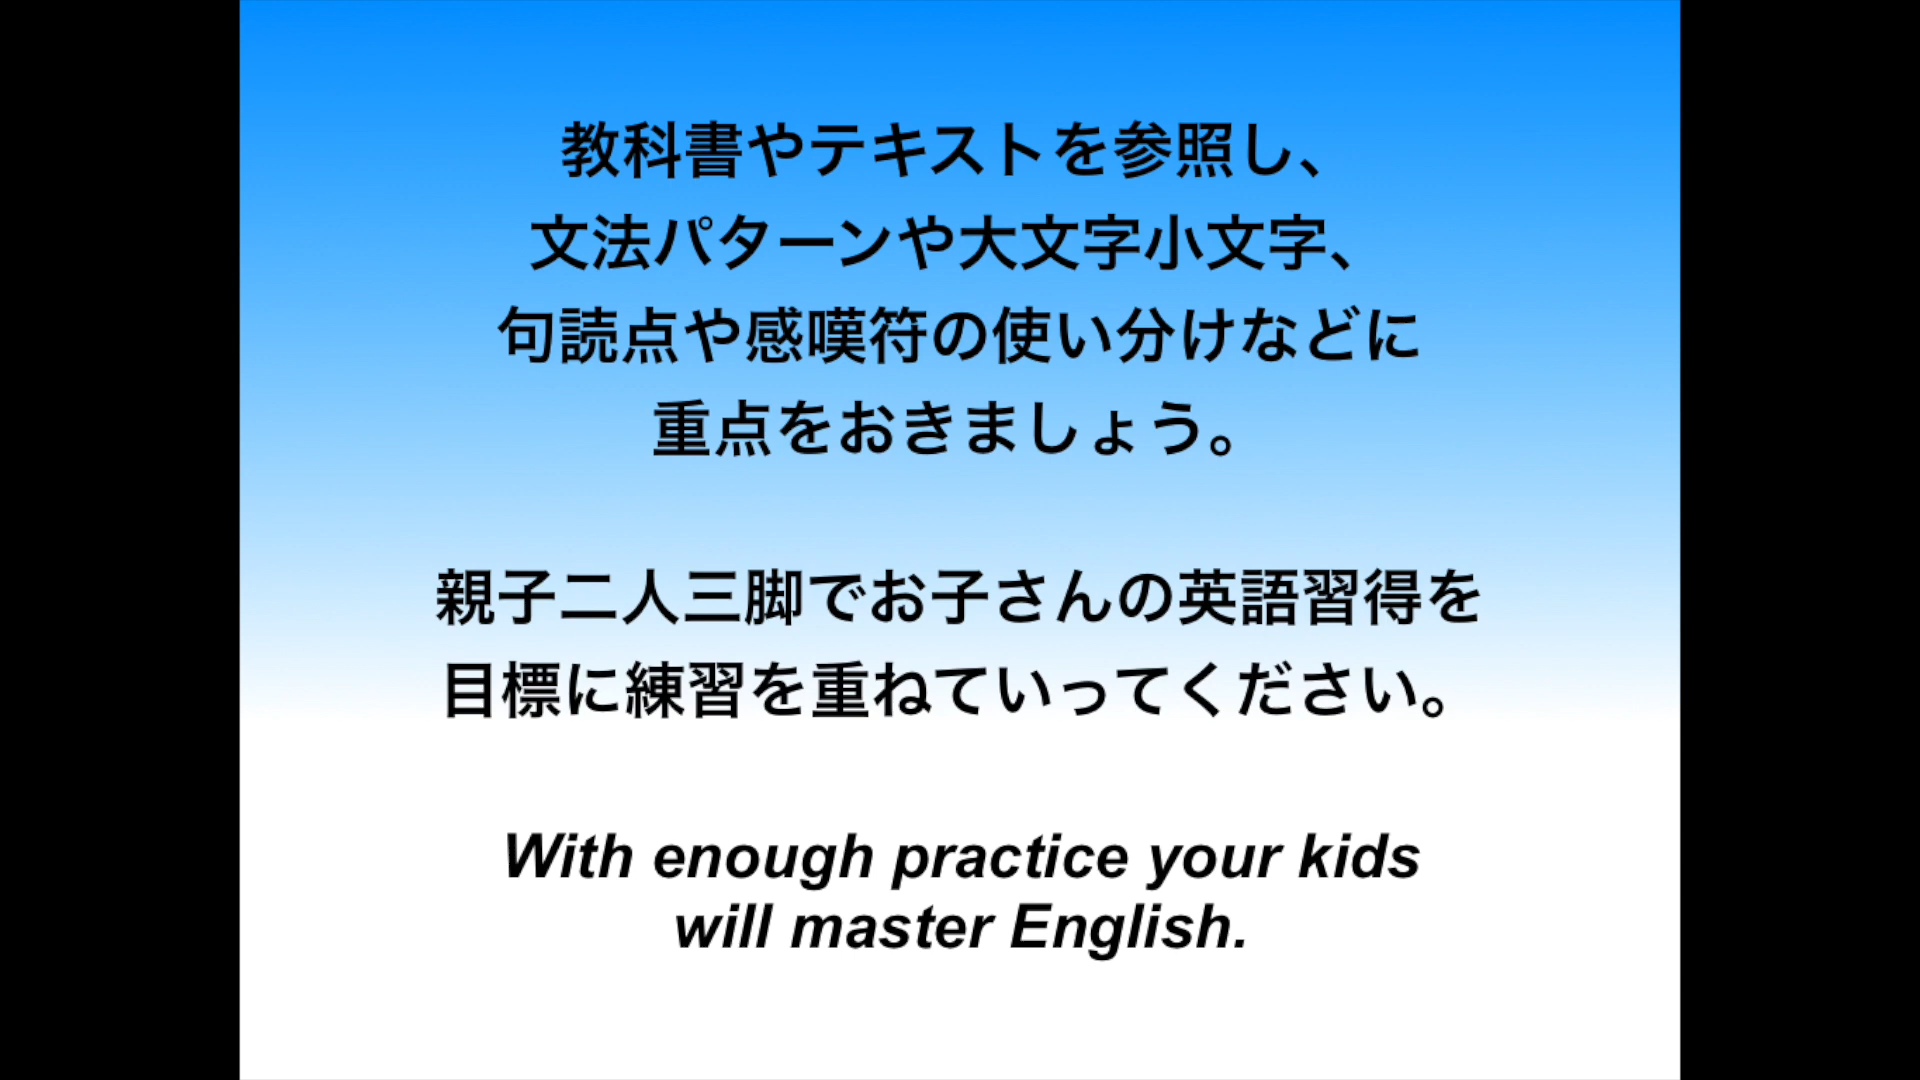 教科書やテキストを参照し、
文法パターンや大文字小文字、
句読点や感嘆符の使い分けなどに
重点をおきましょう。
親子二人三脚でお子さんの英語習得を
目標に練習を重ねていってください。
With enough practice your kids
will master English.